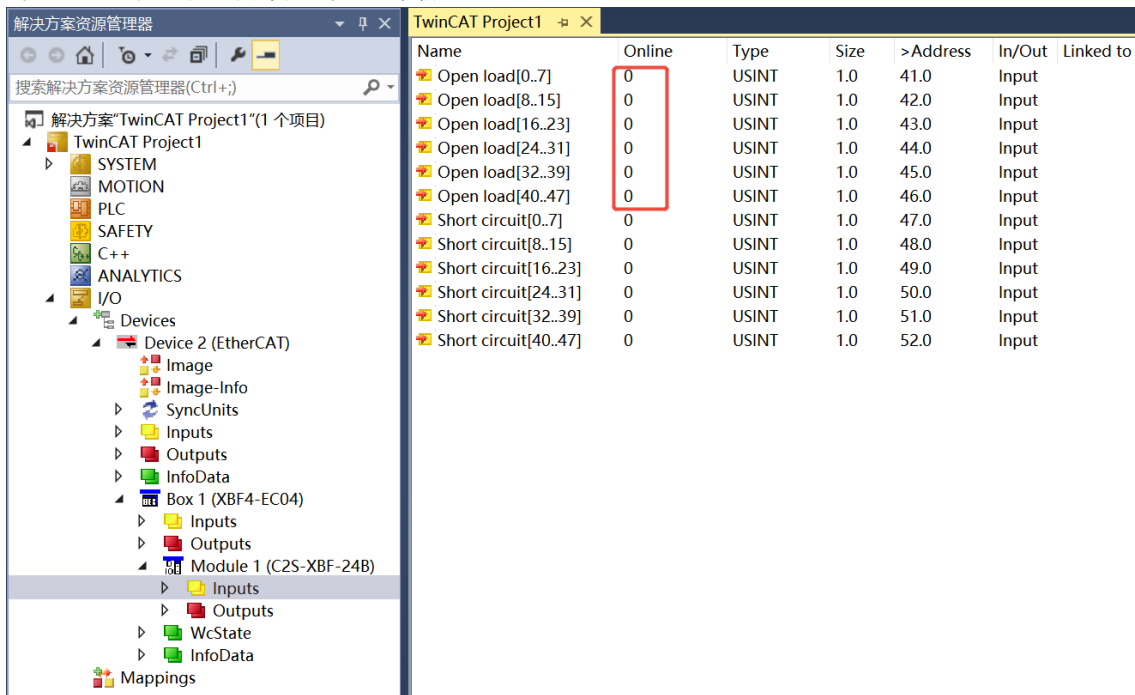 解决方案资源管理器
搜索解决方案资源管理器(Ctrl+;)
解决方案"TwinCAT Project1"(1 个项目)
TwinCAT Project1
SYSTEM
MOTION
PLC
SAFETY
C++
ANALYTICS
I/O
Devices
Device 2 (EtherCAT)
Image
Image-Info
SyncUnits
Inputs
Outputs
InfoData
Box 1 (XBF4-EC04)
Inputs
Outputs
Module 1 (C2S-XBF-24B)
Inputs
Outputs
WcState
InfoData
Mappings
TwinCAT Project1
Name Online Type Size >Address In/Out Linked to
Open load[0..7] 0 USINT 1.0 41.0 Input
Open load[8..15] 0 USINT 1.0 42.0 Input
Open load[16..23] 0 USINT 1.0 43.0 Input
Open load[24..31] 0 USINT 1.0 44.0 Input
Open load[32..39] 0 USINT 1.0 45.0 Input
Open load[40..47] 0 USINT 1.0 46.0 Input
Short circuit[0..7] 0 USINT 1.0 47.0 Input
Short circuit[8..15] 0 USINT 1.0 48.0 Input
Short circuit[16..23] 0 USINT 1.0 49.0 Input
Short circuit[24..31] 0 USINT 1.0 50.0 Input
Short circuit[32..39] 0 USINT 1.0 51.0 Input
Short circuit[40..47] 0 USINT 1.0 52.0 Input